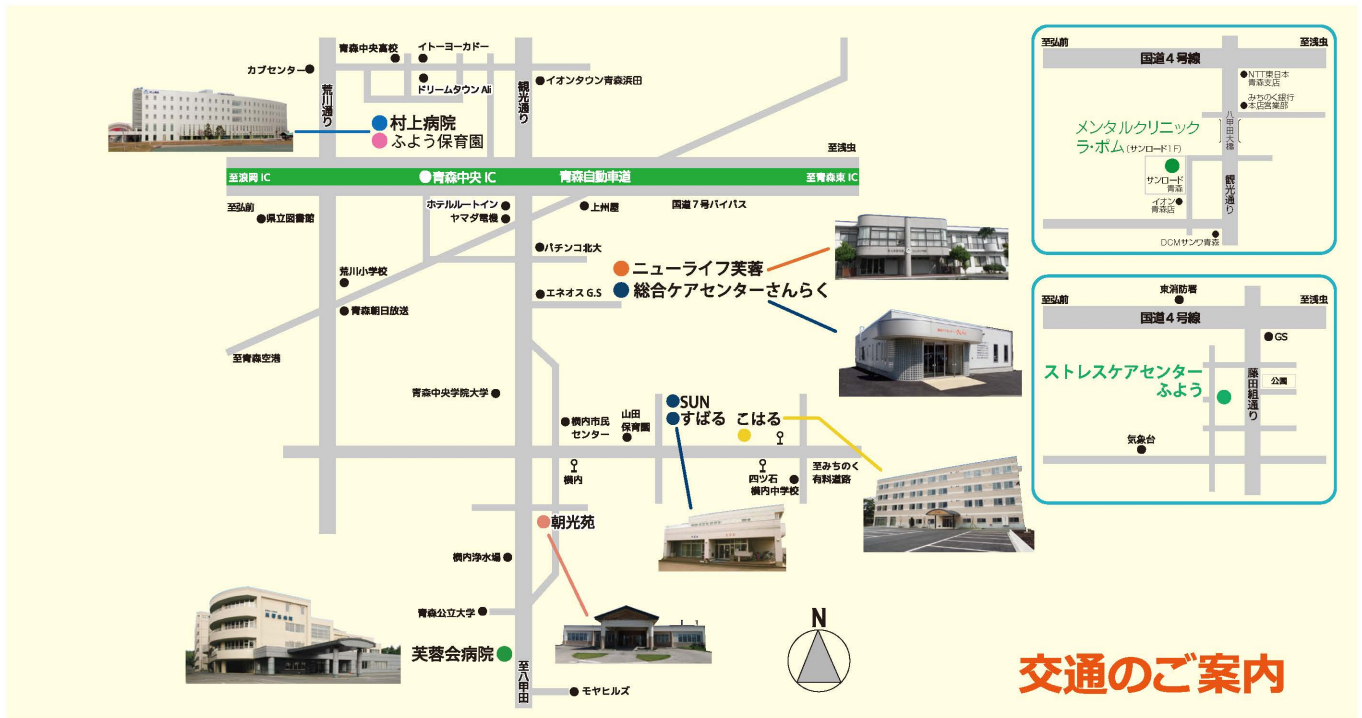 青森中央高校
イトーヨーカドー
カブセンター
ドリームタウン Ali
イオンタウン青森浜田
荒川通り
観光通り
村上病院
ふよう保育園
至浅虫
至浪岡 IC
青森中央 IC
青森自動車道
至青森東 IC
至弘前
県立図書館
ホテルルートイン
ヤマダ電機
上州屋
国道7号バイパス
パチンコ北大
ニューライフ芙蓉
総合ケアセンターさんらく
荒川小学校
エネオス G.S
青森朝日放送
至青森空港
青森中央学院大学
SUN
すばる
こはる
横内市民
センター
山田
保育園
横内
四ツ石
横内中学校
至みちのく
有料道路
朝光苑
横内浄水場
青森公立大学
芙蓉会病院
至八甲田
モヤヒルズ
N
交通のご案内
至弘前
至浅虫
国道4号線
NTT東日本
青森支店
みちのく銀行
本店営業部
八甲田大橋
メンタルクリニック
ラ・ポム(サンロード1F)
サンロード
青森
イオン
青森店
観光通り
DCMサンワ青森
東消防署
至弘前
至浅虫
国道4号線
GS
ストレスケアセンター
ふよう
藤田組通り
公園
気象台